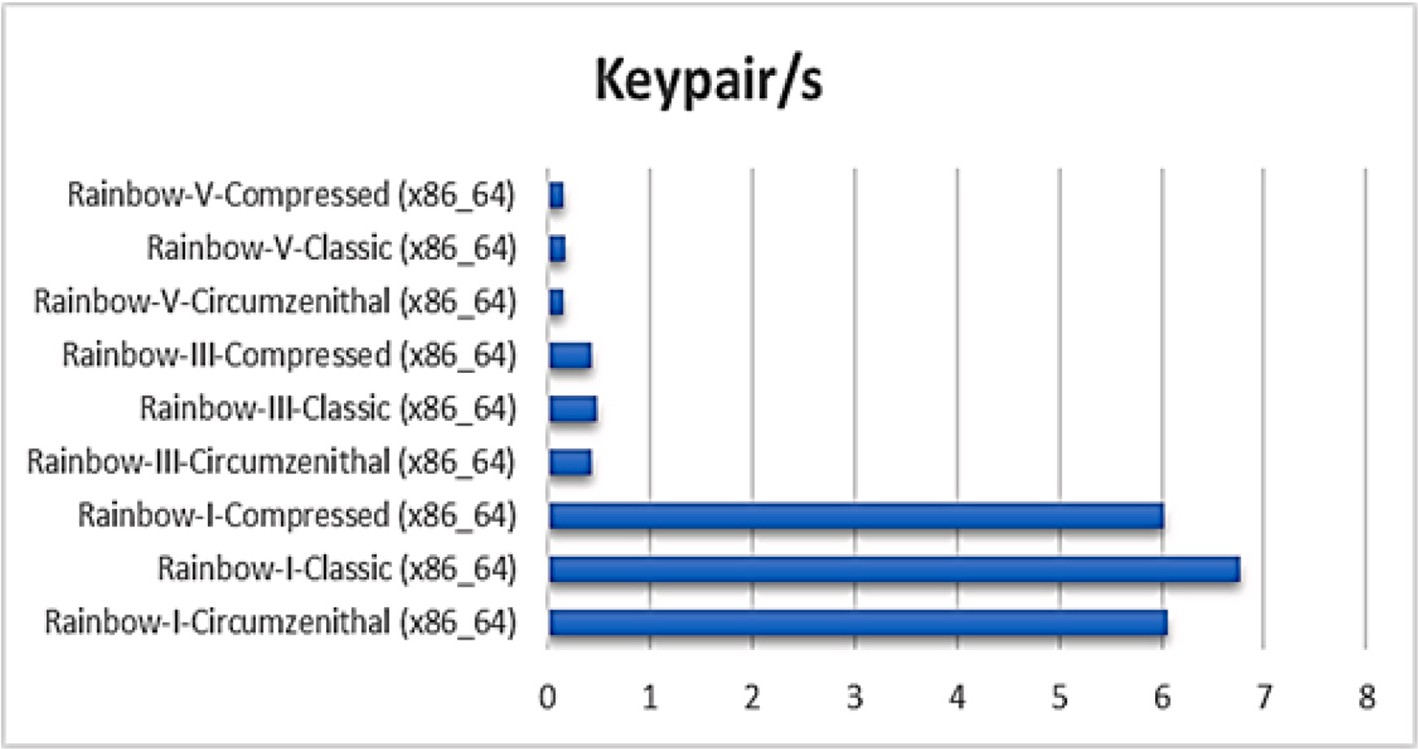 Keypair/s
Rainbow-V-Compressed (x86_64)
Rainbow-V-Classic (x86_64)
Rainbow-V-Circumzenithal (x86_64)
Rainbow-III-Compressed (x86_64)
Rainbow-III-Classic (x86_64)
Rainbow-III-Circumzenithal (x86_64)
Rainbow-I-Compressed (x86_64)
Rainbow-I-Classic (x86_64)
Rainbow-I-Circumzenithal (x86_64)
0 1 2 3 4 5 6 7 8